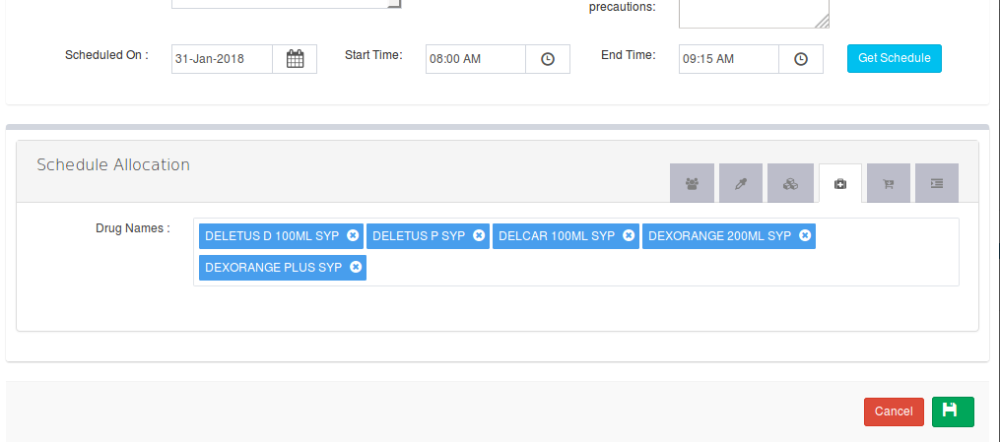 precautions:
Scheduled On : 31-Jan-2018 Start Time: 08:00 AM End Time: 09:15 AM Get Schedule
Schedule Allocation
Drug Names : DELETUS D 100ML SYP DELETUS P SYP DELCAR 100ML SYP DEXORANGE 200ML SYP
DEXORANGE PLUS SYP
Cancel